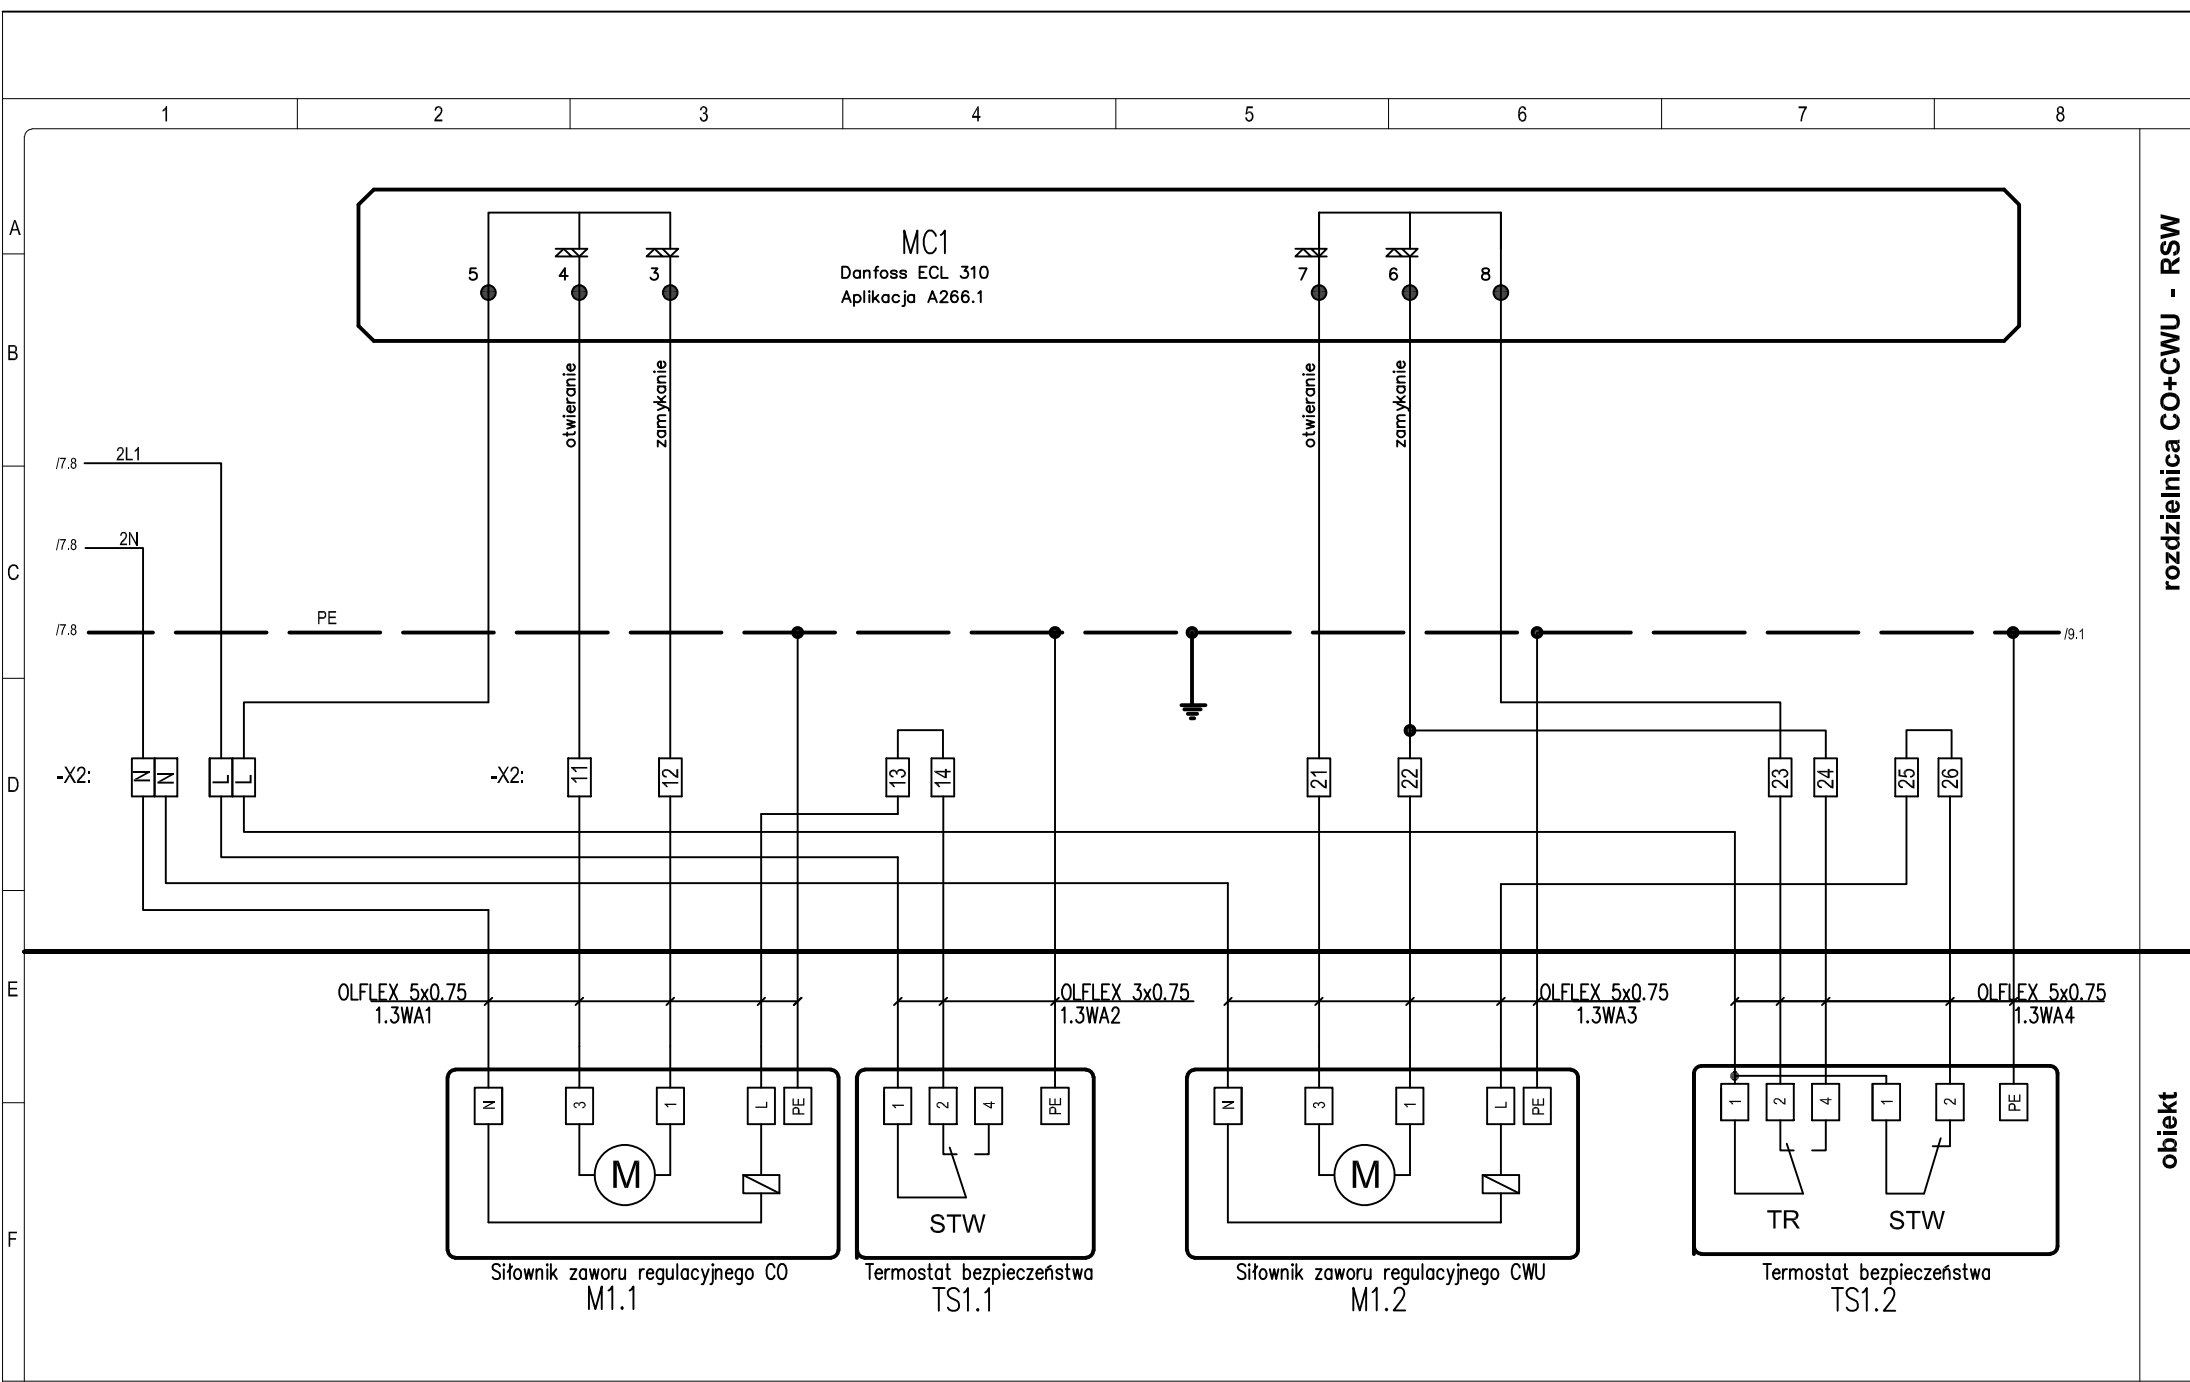 1 2 3 4 5 6 7 8
A
B
C
D
E
F
MC1
Danfoss ECL 310
Aplikacja A266.1
5 4 3 7 6 8
otwieranie
zamykanie
otwieranie
zamykanie
/7.8 2L1
/7.8 2N
/7.8 PE /9.1
-X2: N N L L -X2: 11 12 13 14 21 22 23 24 25 26
OLFLEX 5x0.75
1.3WA1
OLFLEX 3x0.75
1.3WA2
OLFLEX 5x0.75
1.3WA3
OLFLEX 5x0.75
1.3WA4
N 3 1 L PE
M
Siłownik zaworu regulacyjnego CO
M1.1
1 2 4 PE
STW
Termostat bezpieczeństwa
TS1.1
N 3 1 L PE
M
Siłownik zaworu regulacyjnego CWU
M1.2
1 2 4 1 2 PE
TR STW
Termostat bezpieczeństwa
TS1.2
rozdzielnica CO+CWU - RSW
obiekt